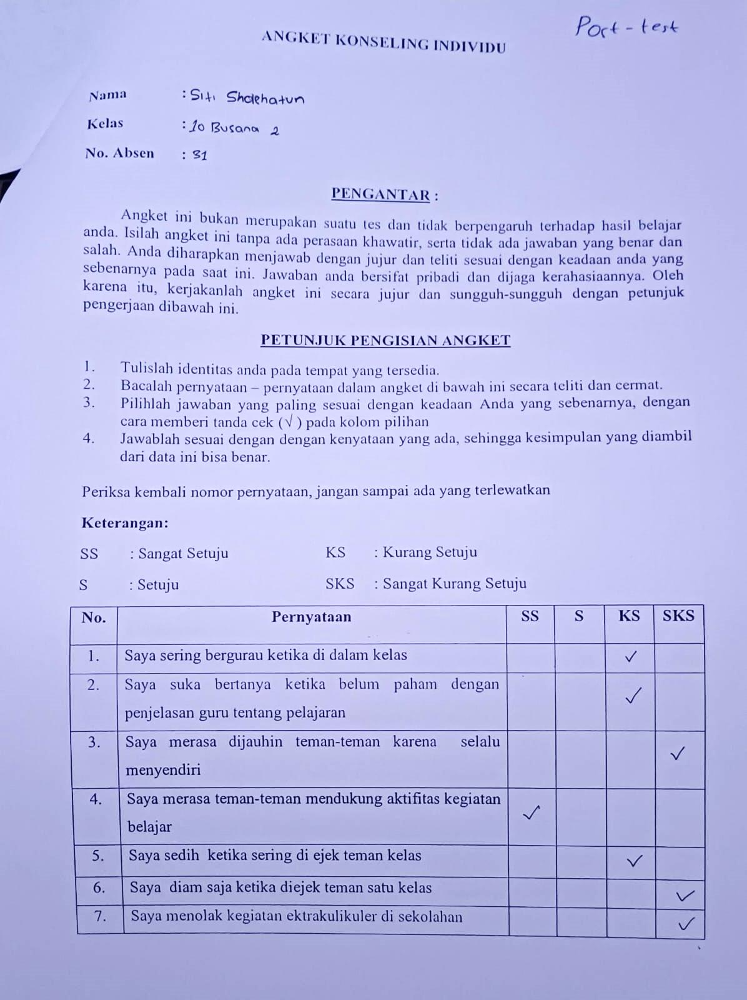 Post-test
ANGKET KONSELING INDIVIDU
Nama : Siti Sholehatun
Kelas : 10 Busana 2
No. Absen : 31
PENGANTAR :
Angket ini bukan merupakan suatu tes dan tidak berpengaruh terhadap hasil belajar
anda. Isilah angket ini tanpa ada perasaan khawatir, serta tidak ada jawaban yang benar dan
salah. Anda diharapkan menjawab dengan jujur dan teliti sesuai dengan keadaan anda yang
sebenarnya pada saat ini. Jawaban anda bersifat pribadi dan dijaga kerahasiaannya. Oleh
karena itu, kerjakanlah angket ini secara jujur dan sungguh-sungguh dengan petunjuk
pengerjaan dibawah ini.
PETUNJUK PENGISIAN ANGKET
1. Tulislah identitas anda pada tempat yang tersedia.
2. Bacalah pernyataan – pernyataan dalam angket di bawah ini secara teliti dan cermat.
3. Pilihlah jawaban yang paling sesuai dengan keadaan Anda yang sebenarnya, dengan
cara memberi tanda cek (√ ) pada kolom pilihan
4. Jawablah sesuai dengan dengan kenyataan yang ada, sehingga kesimpulan yang diambil
dari data ini bisa benar.
Periksa kembali nomor pernyataan, jangan sampai ada yang terlewatkan
Keterangan:
SS : Sangat Setuju KS : Kurang Setuju
S : Setuju SKS : Sangat Kurang Setuju
No. Pernyataan SS S KS SKS
1. Saya sering bergurau ketika di dalam kelas ✓
2. Saya suka bertanya ketika belum paham dengan
penjelasan guru tentang pelajaran ✓
3. Saya merasa dijauhin teman-teman karena selalu
menyendiri ✓
4. Saya merasa teman-teman mendukung aktifitas kegiatan
belajar ✓
5. Saya sedih ketika sering di ejek teman kelas ✓
6. Saya diam saja ketika diejek teman satu kelas ✓
7. Saya menolak kegiatan ektrakulikuler di sekolahan ✓